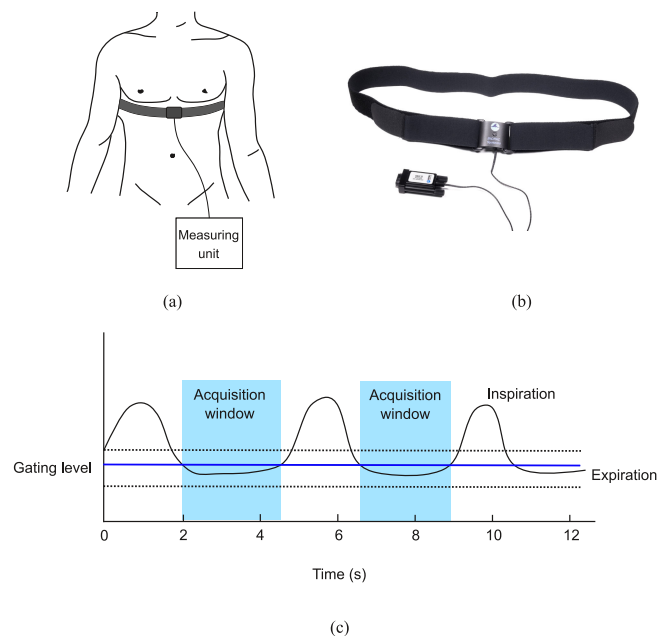 Measuring
unit
(a)
(b)
Acquisition
window
Acquisition
window
Inspiration
Gating level
Expiration
0 2 4 6 8 10 12
Time (s)
(c)